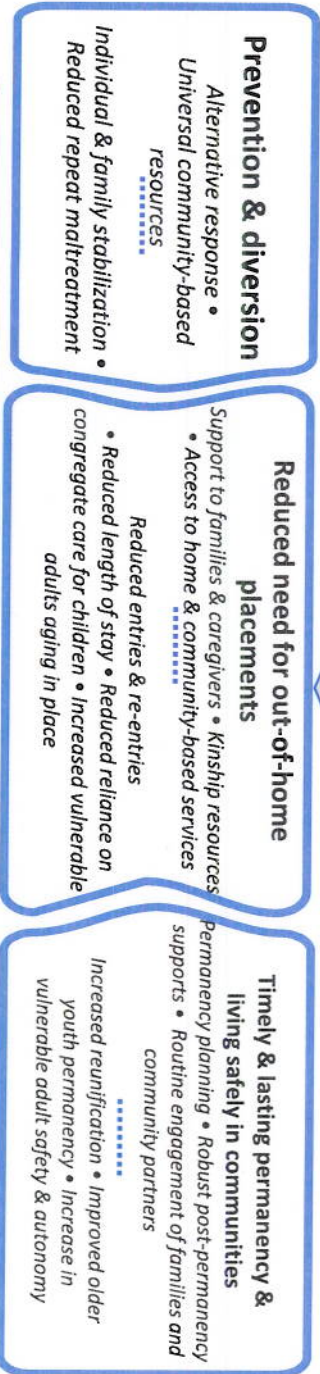 Prevention & diversion
Alternative response •
Universal community-based
resources
Individual & family stabilization •
Reduced repeat maltreatment
Reduced need for out-of-home
placements
Support to families & caregivers • Kinship resources
• Access to home & community-based services
Reduced entries & re-entries
• Reduced length of stay • Reduced reliance on
congregate care for children • Increased vulnerable
adults aging in place
Timely & lasting permanency &
living safely in communities
Permanency planning • Robust post-permanency
supports • Routine engagement of families and
community partners
Increased reunification • Improved older
youth permanency • Increase in
vulnerable adult safety & autonomy